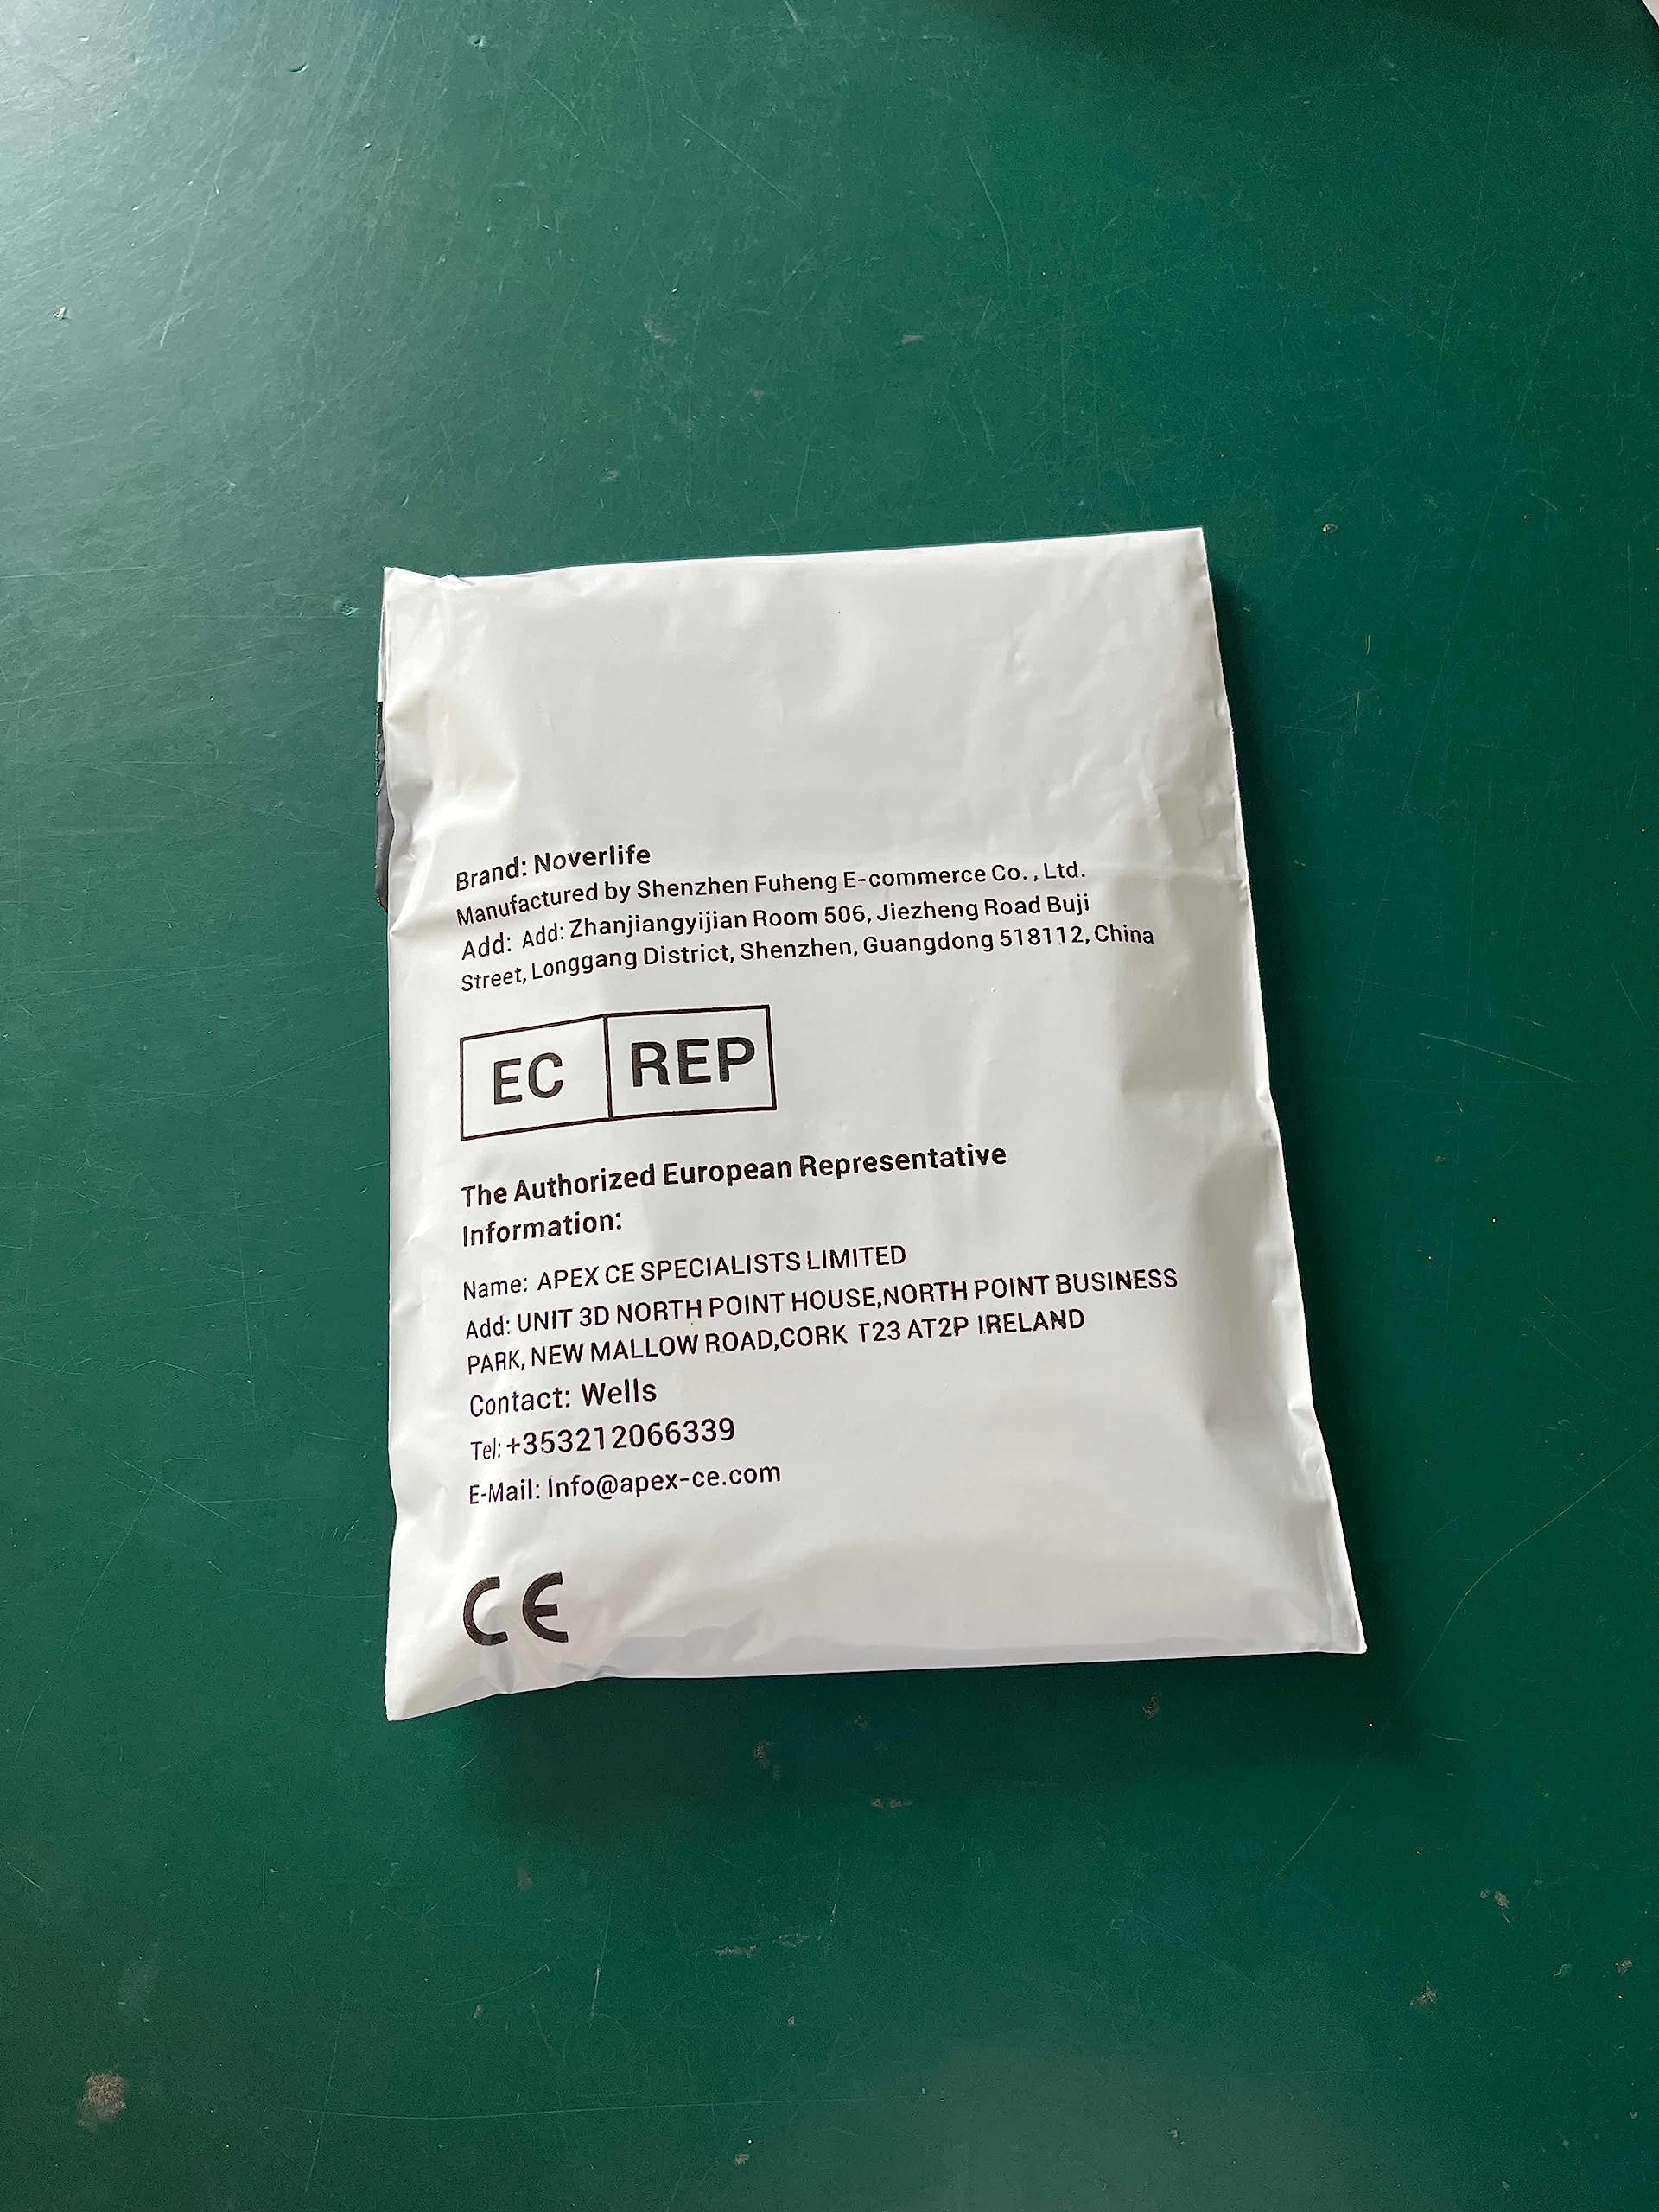 Brand: Noverlife
Manufactured by Shenzhen Fuheng E-commerce Co. , Ltd.
Add: Add: Zhanjiangyijian Room 506, Jiezheng Road Buji
Street, Longgang District, Shenzhen, Guangdong 518112, China
EC REP
The Authorized European Representative
Information:
Name: APEX CE SPECIALISTS LIMITED
Add: UNIT 3D NORTH POINT HOUSE,NORTH POINT BUSINESS
PARK, NEW MALLOW ROAD,CORK T23 AT2P IRELAND
Contact: Wells
Tel: +353212066339
E-Mail: Info@apex-ce.com
CE